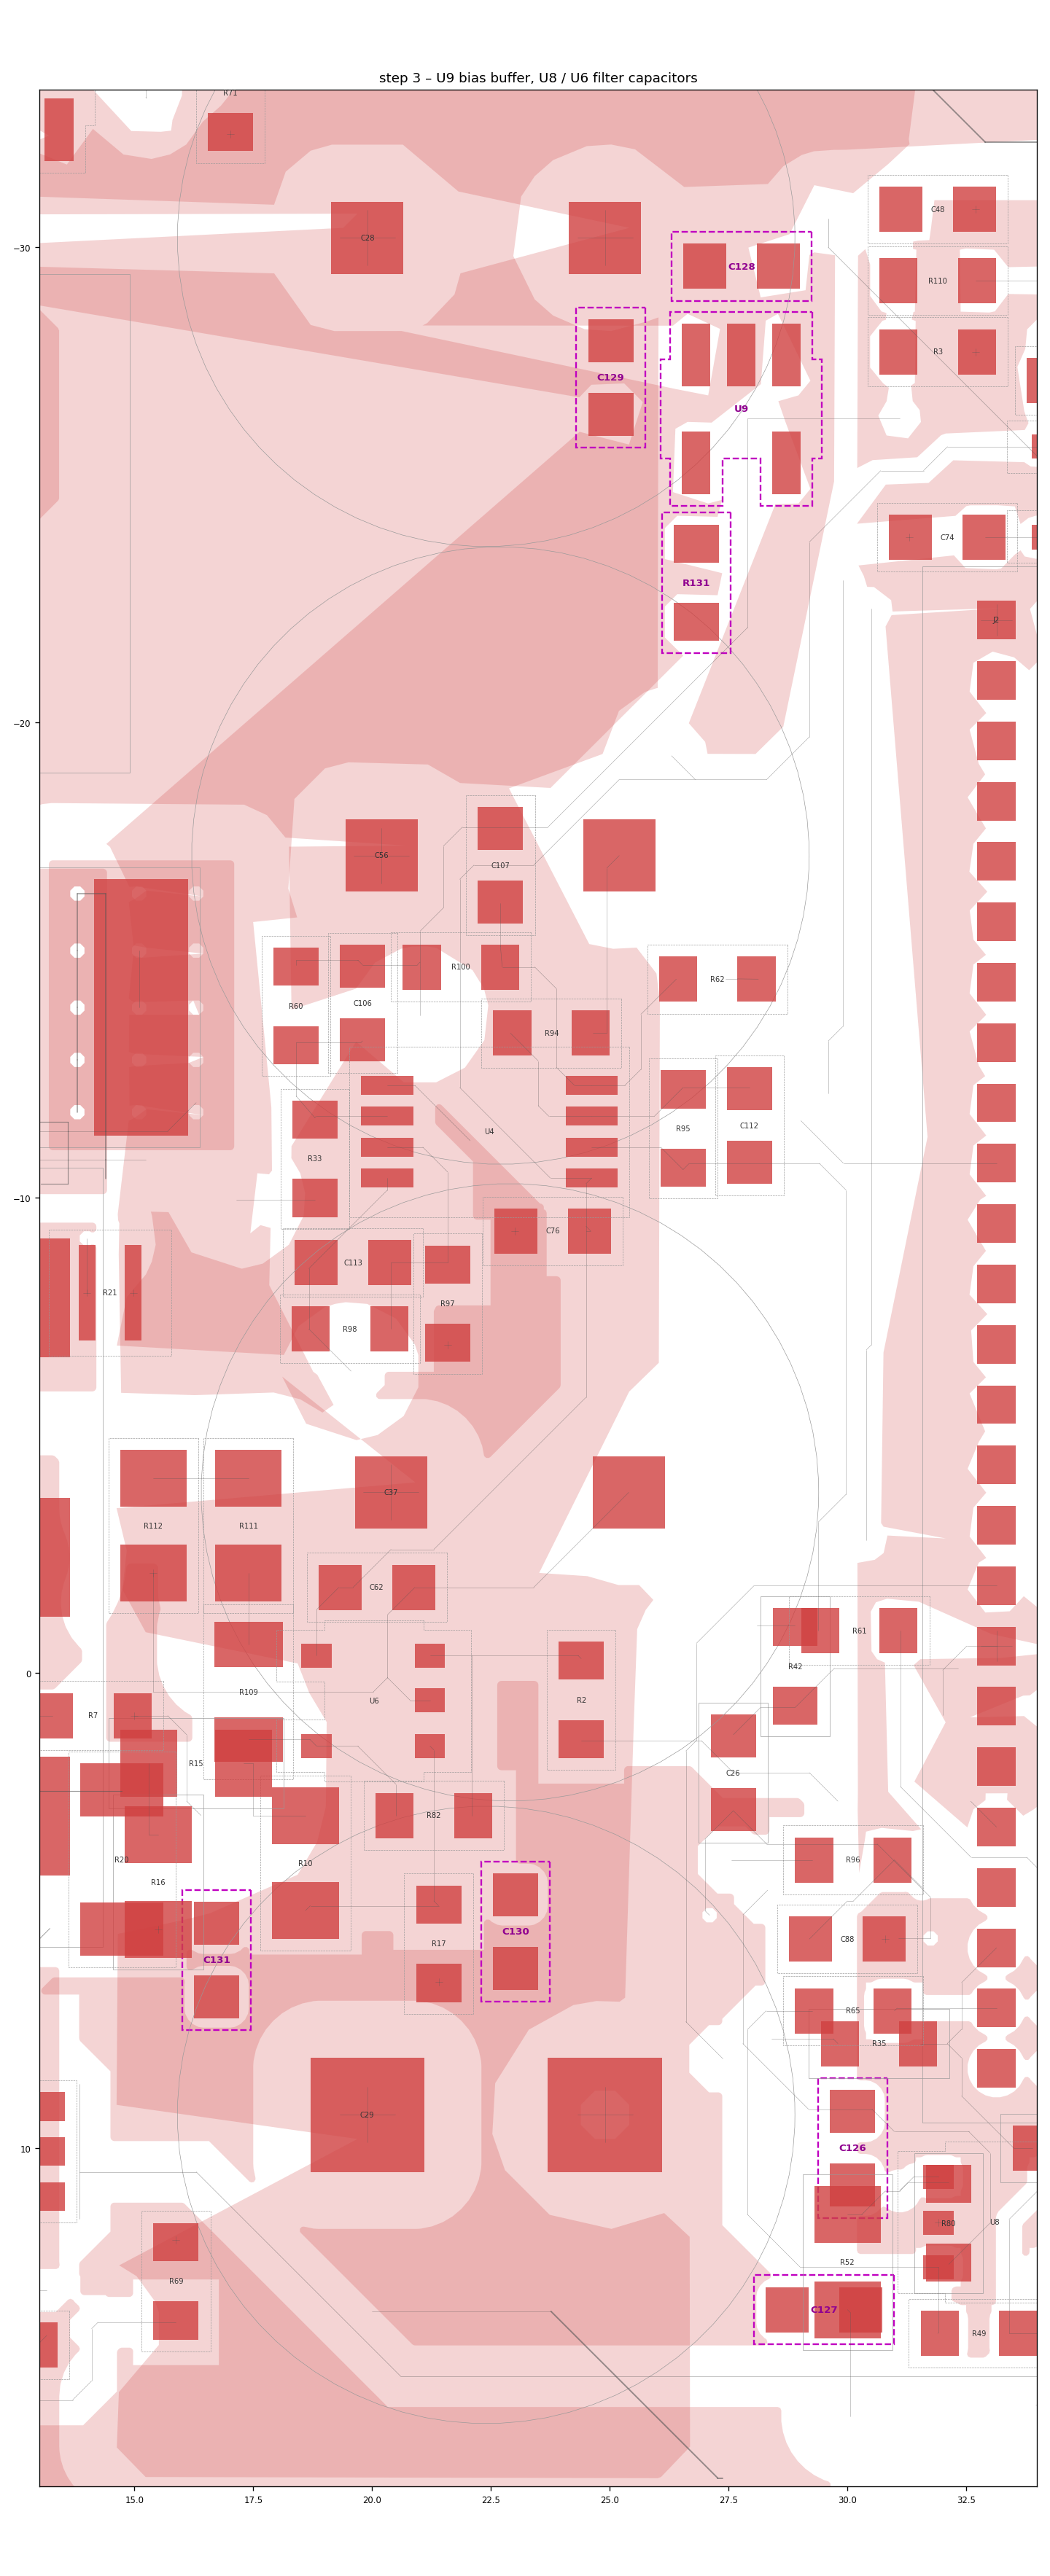 step 3 – U9 bias buffer, U8 / U6 filter capacitors
R71
C48
−30
C28
C128
R110
R3
C129
U9
C74
R131
J2
−20
C56
C107
R100
R62
R60
C106
R94
U4
R95
C112
R33
−10
C76
C113
R21
R97
R98
C37
R112
R111
C62
R61
R42
0
R109
U6
R2
R7
R15
C26
R82
R20
R10
R96
R16
C130
C88
R17
C131
R65
R35
C29
C126
10
R80
U8
R52
R69
C127
R49
15.0
17.5
20.0
22.5
25.0
27.5
30.0
32.5